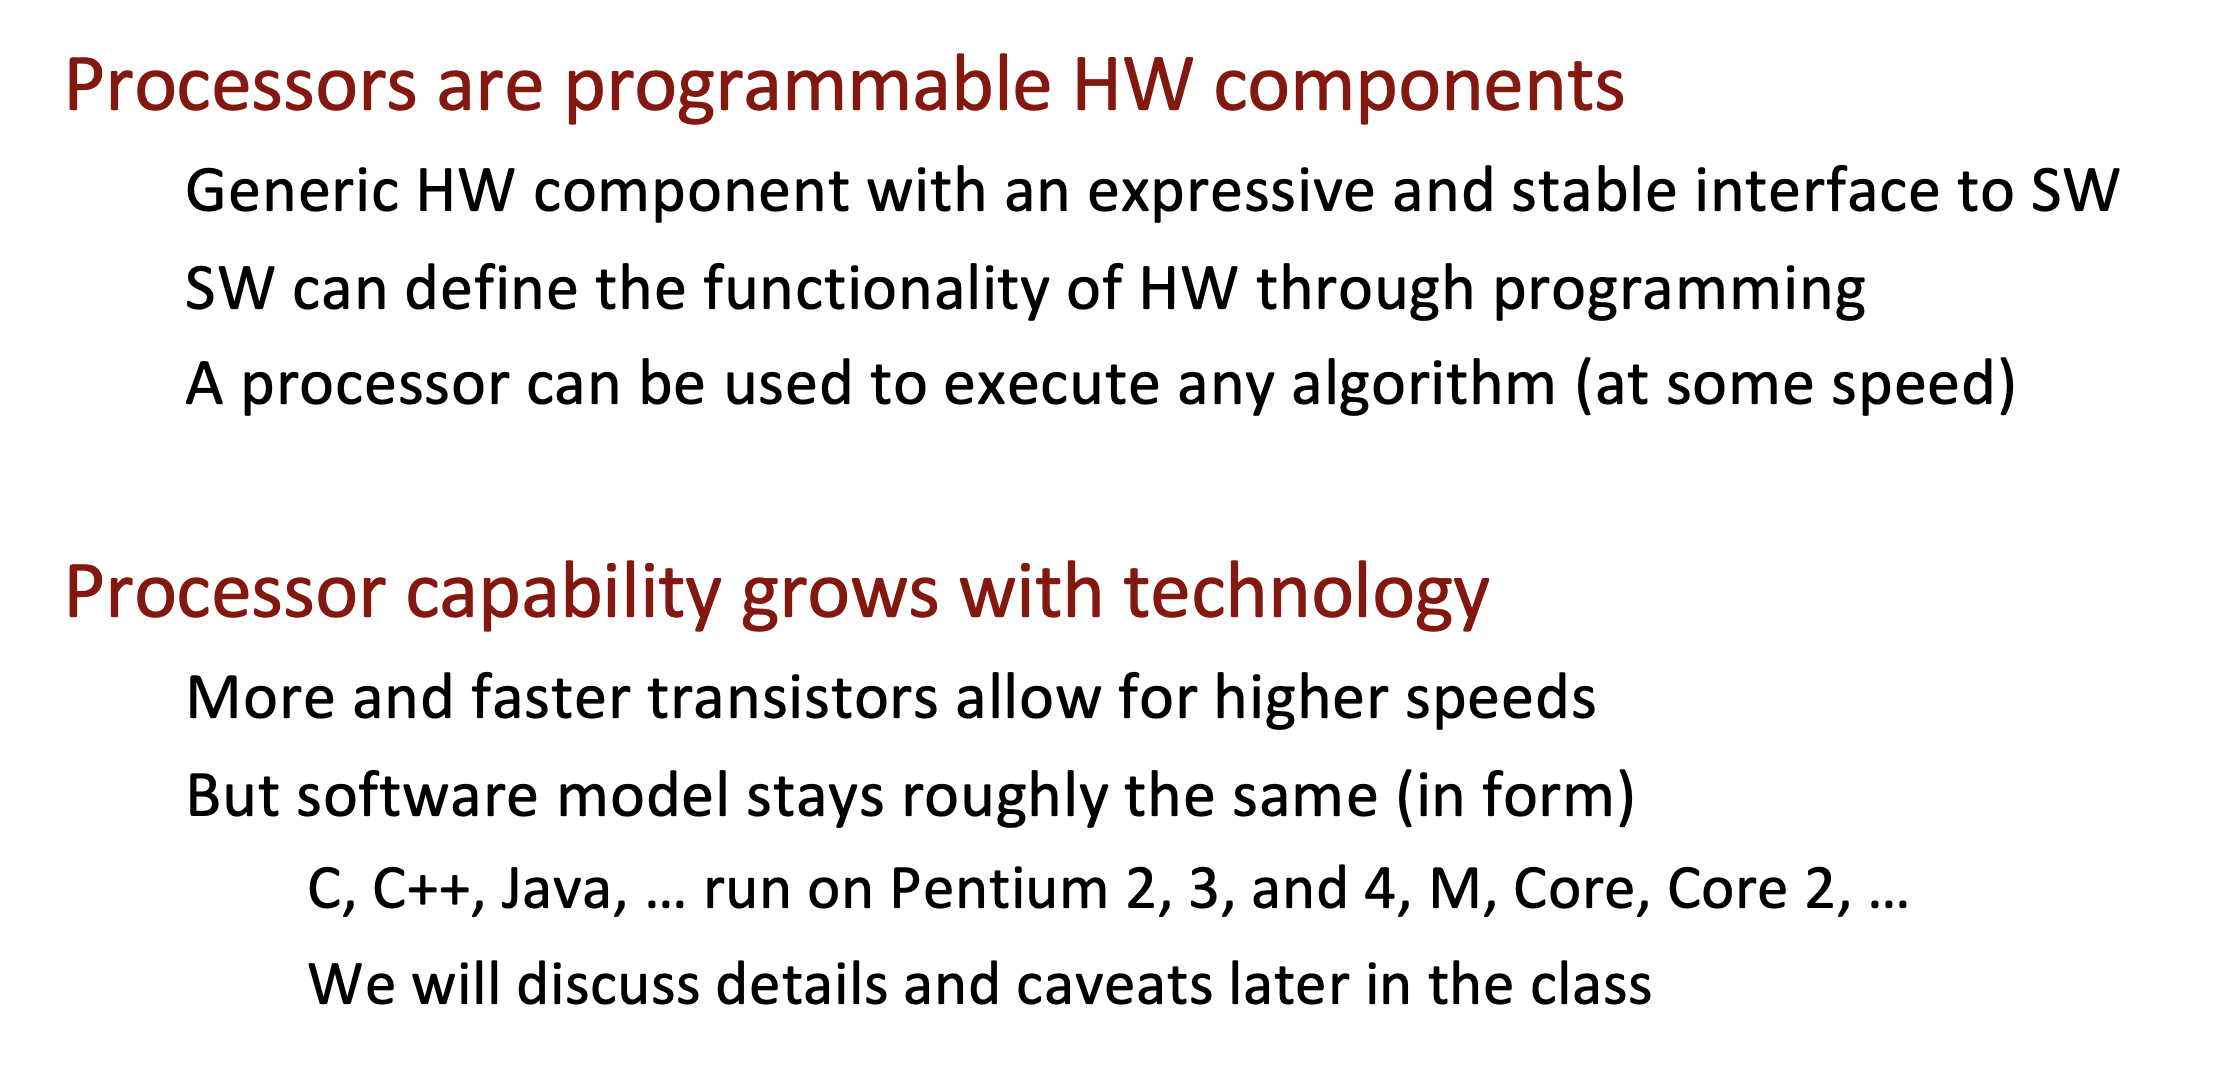 Processors are programmable HW components
Generic HW component with an expressive and stable interface to SW
SW can define the functionality of HW through programming
A processor can be used to execute any algorithm (at some speed)
Processor capability grows with technology
More and faster transistors allow for higher speeds
But software model stays roughly the same (in form)
C, C++, Java, … run on Pentium 2, 3, and 4, M, Core, Core 2, …
We will discuss details and caveats later in the class